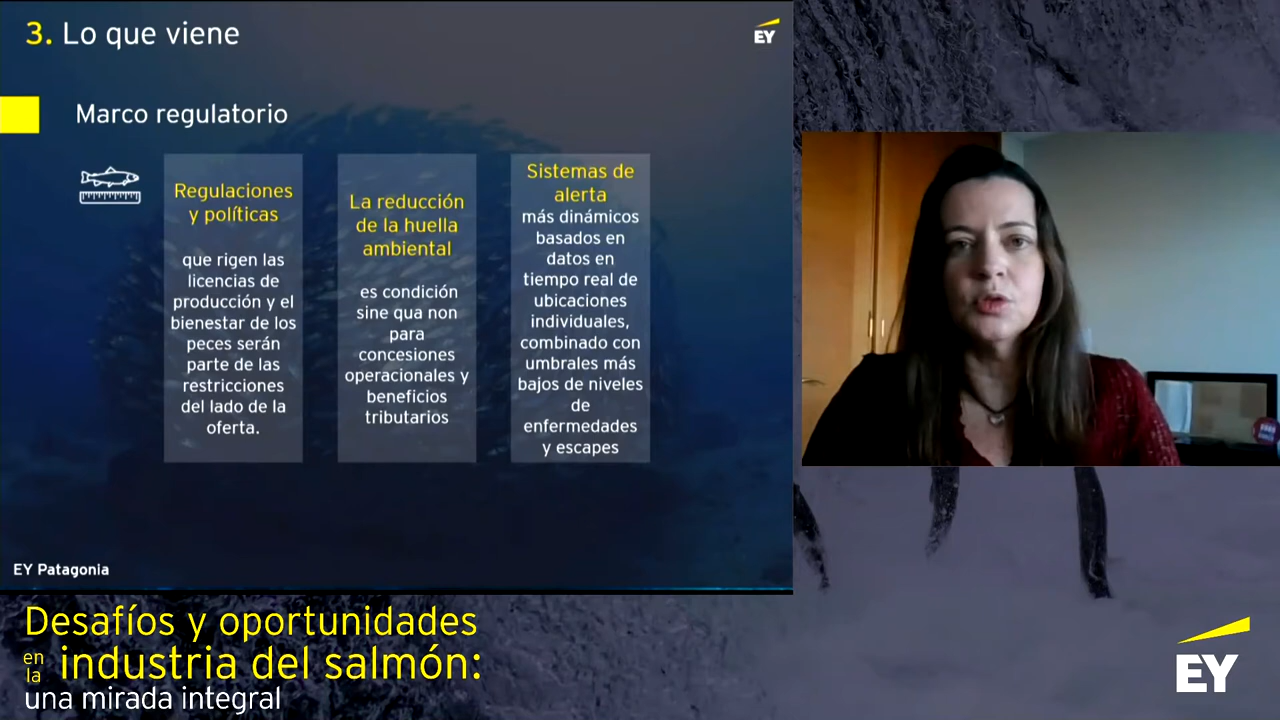 3. Lo que viene
EY
Marco regulatorio
Regulaciones
y políticas
que rigen las
licencias de
producción y el
bienestar de los
peces serán
parte de las
restricciones
del lado de la
oferta.
La reducción
de la huella
ambiental
es condición
sine qua non
para
concesiones
operacionales y
beneficios
tributarios
Sistemas de
alerta
más dinámicos
basados en
datos en
tiempo real de
ubicaciones
individuales,
combinado con
umbrales más
bajos de niveles
de
enfermedades
y escapes
EY Patagonia
Desafíos y oportunidades
en la industria del salmón:
una mirada integral
EY